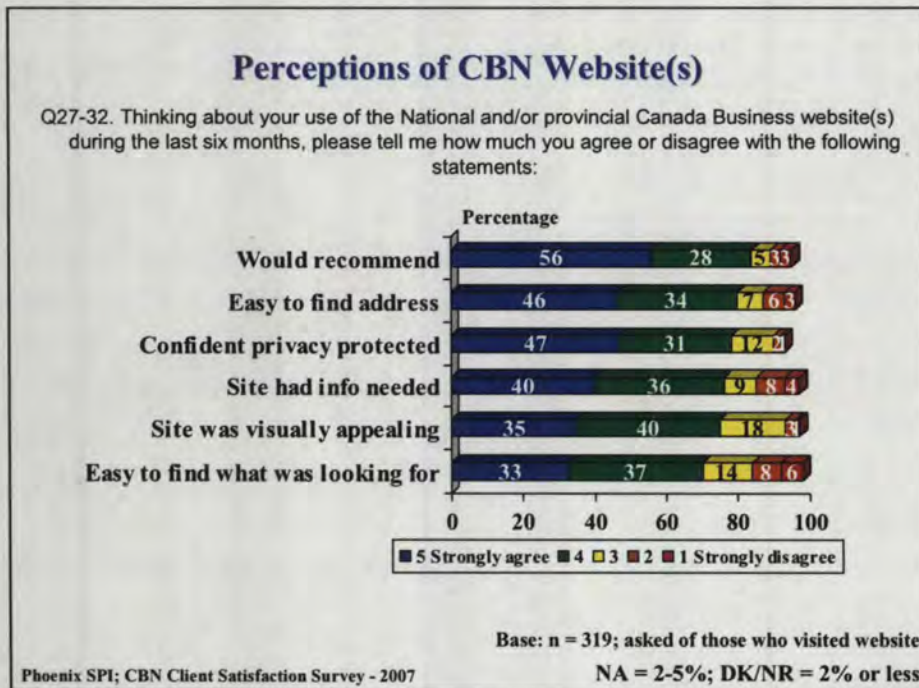 Perceptions of CBN Website(s)
Q27-32. Thinking about your use of the National and/or provincial Canada Business website(s)
during the last six months, please tell me how much you agree or disagree with the following
statements:
Percentage
Would recommend 56 28 5 3 3
Easy to find address 46 34 7 6 3
Confident privacy protected 47 31 12 2 1
Site had info needed 40 36 9 8 4
Site was visually appealing 35 40 18 3 1
Easy to find what was looking for 33 37 14 8 6
0 20 40 60 80 100
5 Strongly agree 4 3 2 1 Strongly disagree
Base: n = 319; asked of those who visited website
Phoenix SPI; CBN Client Satisfaction Survey - 2007 NA = 2-5%; DK/NR = 2% or less